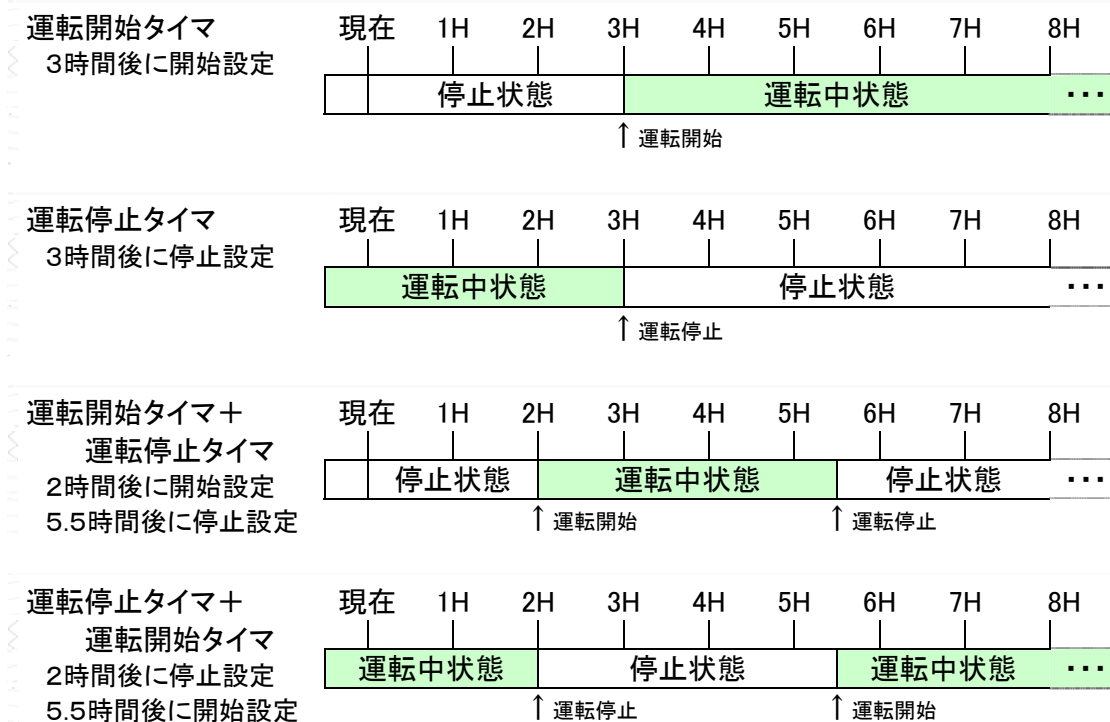 運転開始タイマ 現在 1H 2H 3H 4H 5H 6H 7H 8H
3時間後に開始設定
停止状態 運転中状態 ・・・
↑ 運転開始
運転停止タイマ 現在 1H 2H 3H 4H 5H 6H 7H 8H
3時間後に停止設定
運転中状態 停止状態 ・・・
↑ 運転停止
運転開始タイマ＋ 現在 1H 2H 3H 4H 5H 6H 7H 8H
運転停止タイマ
2時間後に開始設定 停止状態 運転中状態 停止状態 ・・・
5.5時間後に停止設定 ↑ 運転開始 ↑ 運転停止
運転停止タイマ＋ 現在 1H 2H 3H 4H 5H 6H 7H 8H
運転開始タイマ
2時間後に停止設定 運転中状態 停止状態 運転中状態 ・・・
5.5時間後に開始設定 ↑ 運転停止 ↑ 運転開始